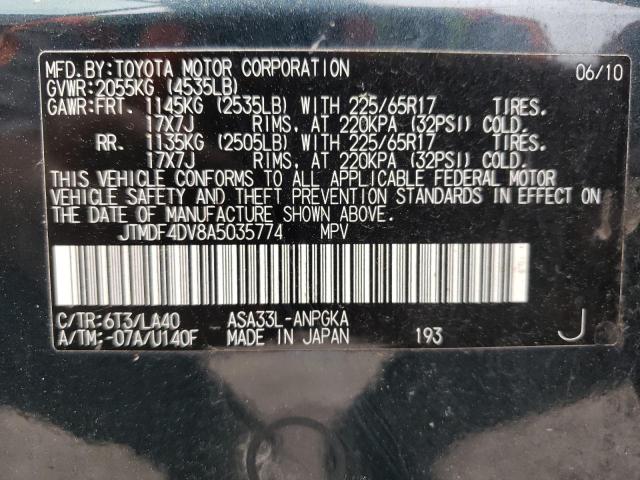 MFD.BY:TOYOTA MOTOR CORPORATION 06/10
GVWR:2055KG (4535LB)
GAWR:FRT. 1145KG (2535LB) WITH 225/65R17 TIRES.
17X7J RIMS, AT 220KPA (32PSI) COLD.
RR. 1135KG (2505LB) WITH 225/65R17 TIRES.
17X7J RIMS, AT 220KPA (32PSI) COLD.
THIS VEHICLE CONFORMS TO ALL APPLICABLE FEDERAL MOTOR
VEHICLE SAFETY AND THEFT PREVENTION STANDARDS IN EFFECT ON
THE DATE OF MANUFACTURE SHOWN ABOVE.
JTMDF4DV8A5035774 MPV
C/TR:6T3/LA40 ASA33L-ANPGKA
A/TM:-07A/U140F MADE IN JAPAN 193 J